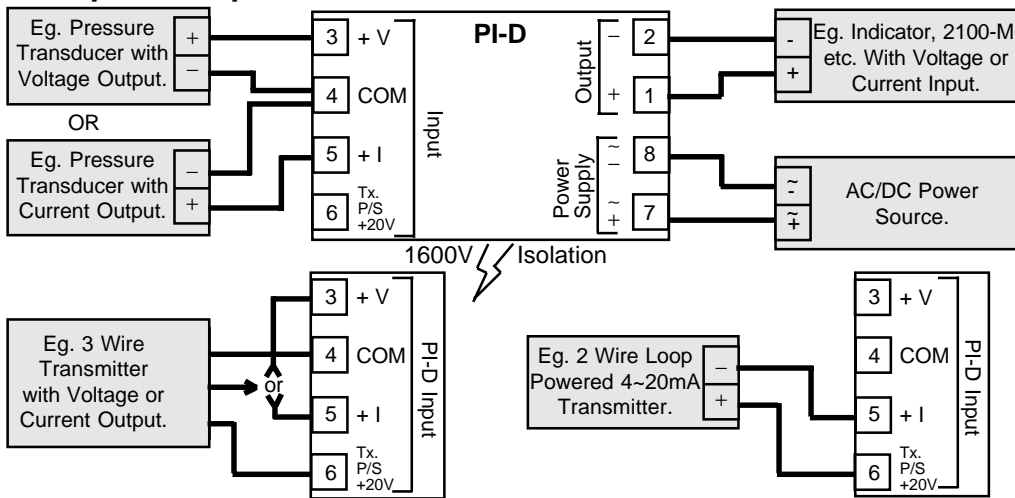 Eg. Pressure
Transducer with
Voltage Output.
+
−
OR
Eg. Pressure
Transducer with
Current Output.
−
+
3 + V
4 COM
5 + I
6 Tx.
P/S
+20V
Input
PI-D
Output
− 2
+ 1
Power
Supply
~
− 8
~
+ 7
-
+
Eg. Indicator, 2100-M
etc. With Voltage or
Current Input.
~
-
~
+
AC/DC Power
Source.
1600V Isolation
Eg. 3 Wire
Transmitter
with Voltage or
Current Output.
or
3 + V
4 COM
5 + I
6 Tx.
P/S
+20V
PI-D Input
Eg. 2 Wire Loop
Powered 4~20mA
Transmitter.
−
+
3 + V
4 COM
5 + I
6 Tx.
P/S
+20V
PI-D Input